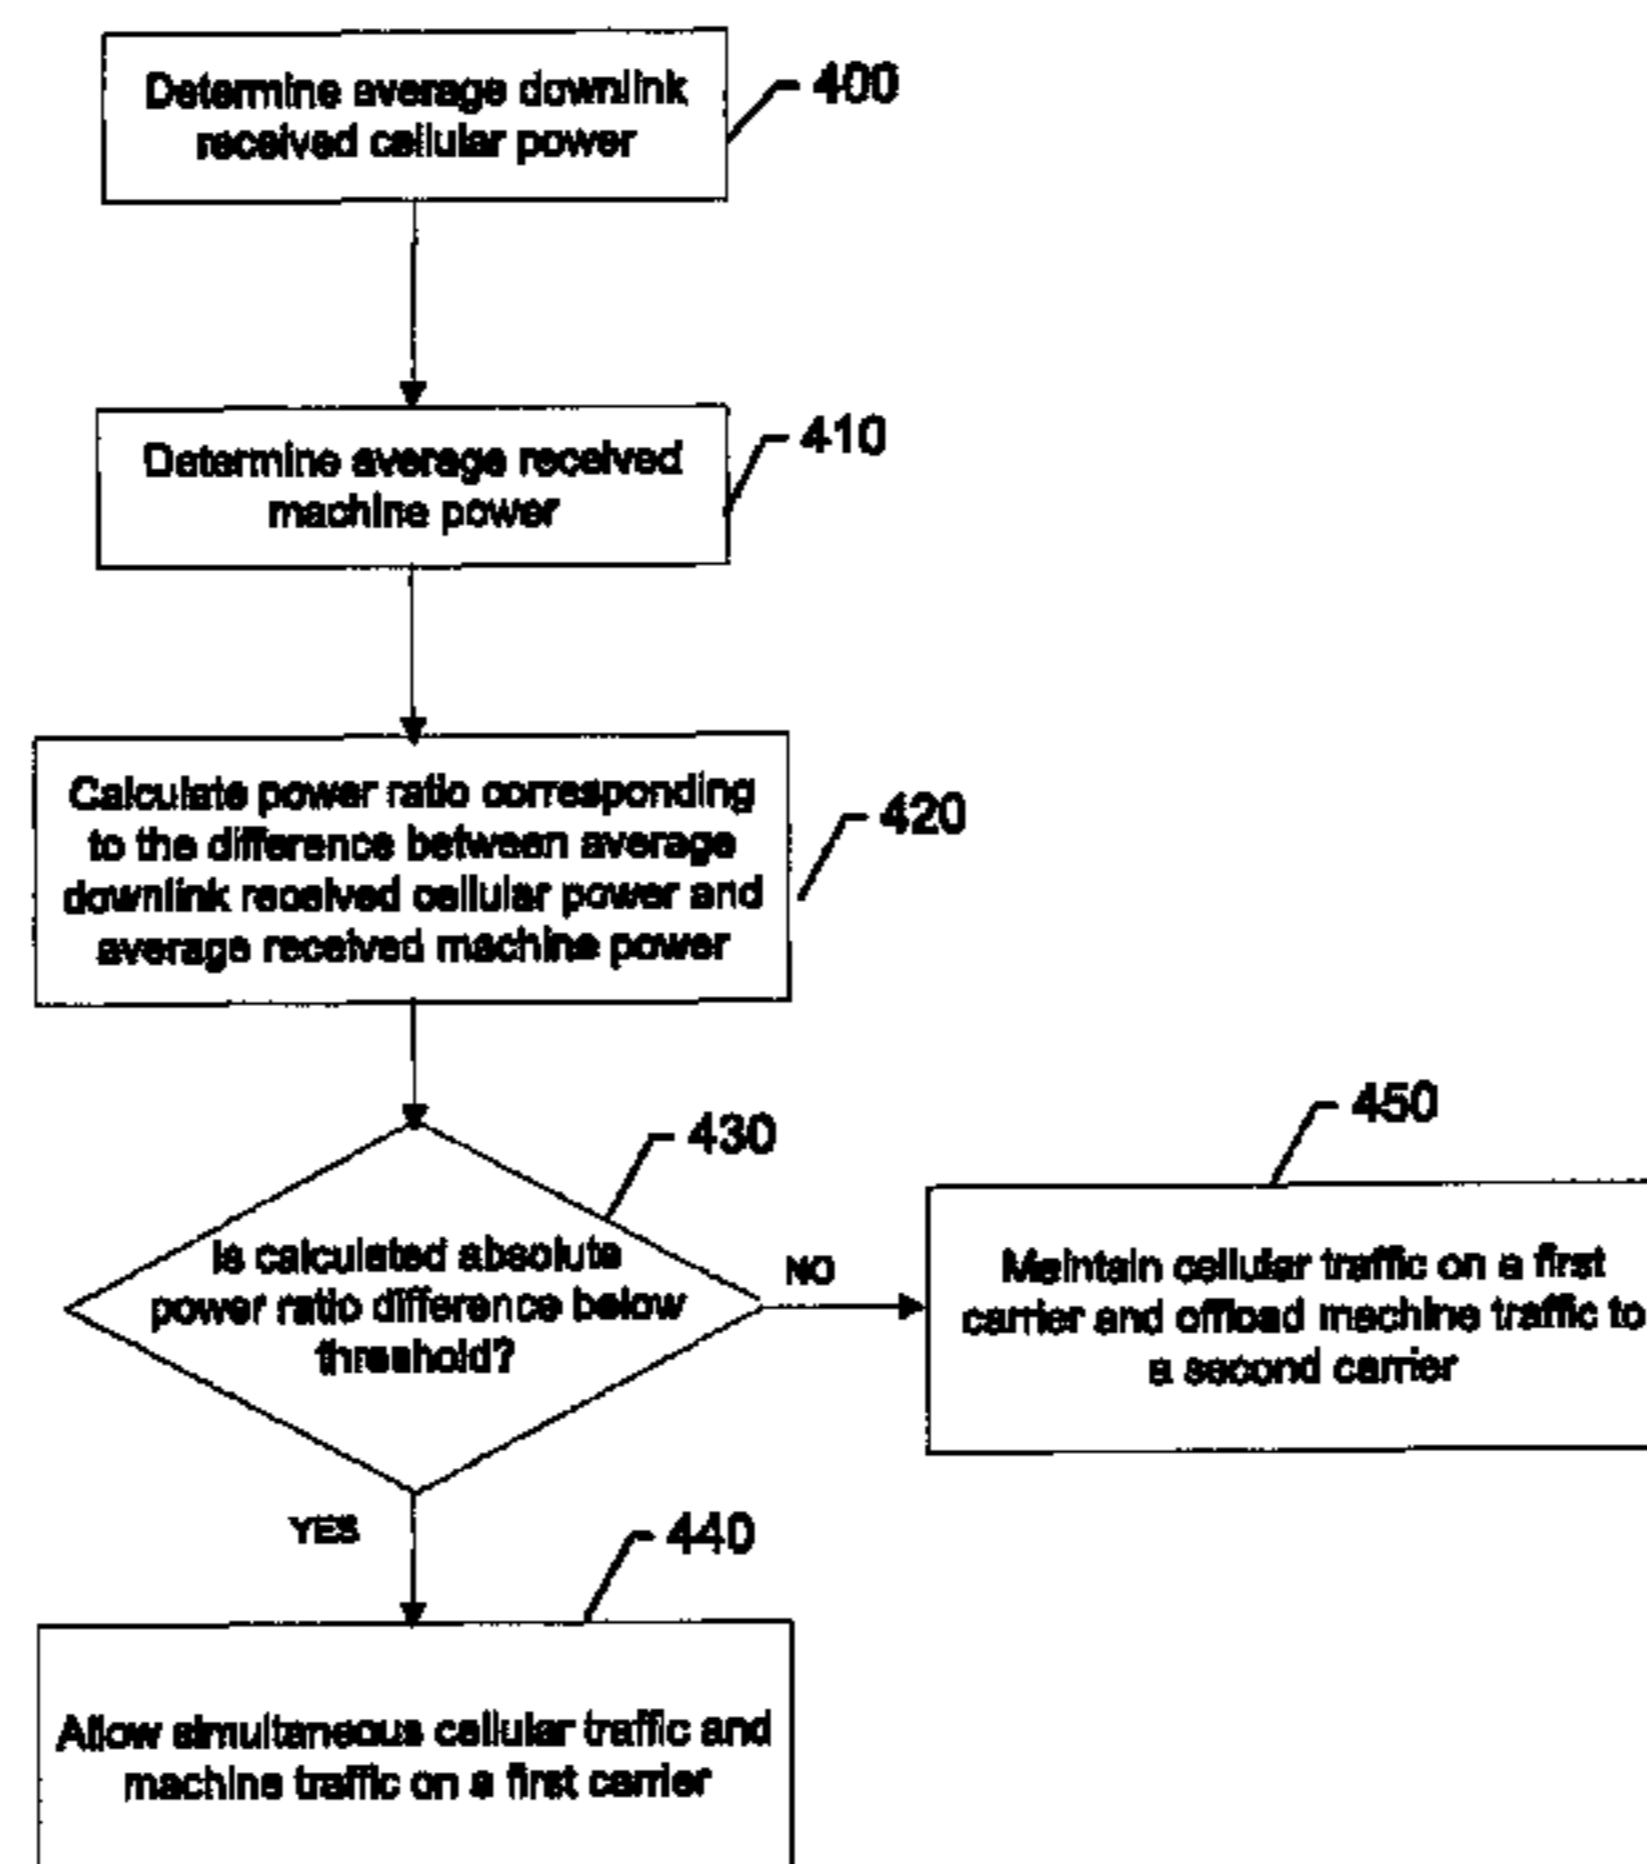 Determine average downlink
received cellular power
400
Determine average received
machine power
410
Calculate power ratio corresponding
to the difference between average
downlink received cellular power and
average received machine power
420
430
Is calculated absolute
power ratio difference below
threshold?
NO
450
Maintain cellular traffic on a first
carrier and offload machine traffic to
a second carrier
YES
440
Allow simultaneous cellular traffic and
machine traffic on a first carrier